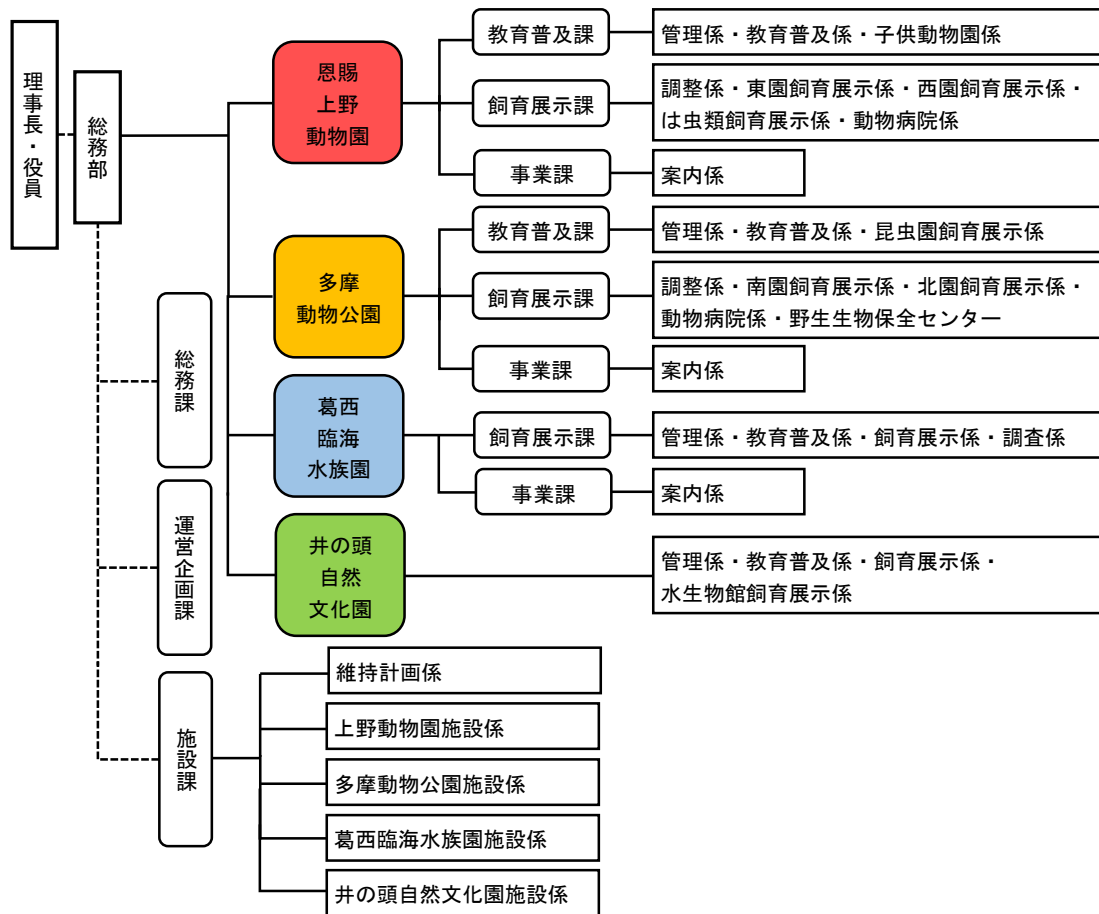 理事長・役員
総務部
恩賜
上野
動物園
教育普及課
管理係・教育普及係・子供動物園係
飼育展示課
調整係・東園飼育展示係・西園飼育展示係・
は虫類飼育展示係・動物病院係
事業課
案内係
多摩
動物公園
教育普及課
管理係・教育普及係・昆虫園飼育展示係
飼育展示課
調整係・南園飼育展示係・北園飼育展示係・
動物病院係・野生生物保全センター
事業課
案内係
葛西
臨海
水族園
飼育展示課
管理係・教育普及係・飼育展示係・調査係
事業課
案内係
井の頭
自然
文化園
管理係・教育普及係・飼育展示係・
水生物館飼育展示係
総務課
運営企画課
施設課
維持計画係
上野動物園施設係
多摩動物公園施設係
葛西臨海水族園施設係
井の頭自然文化園施設係